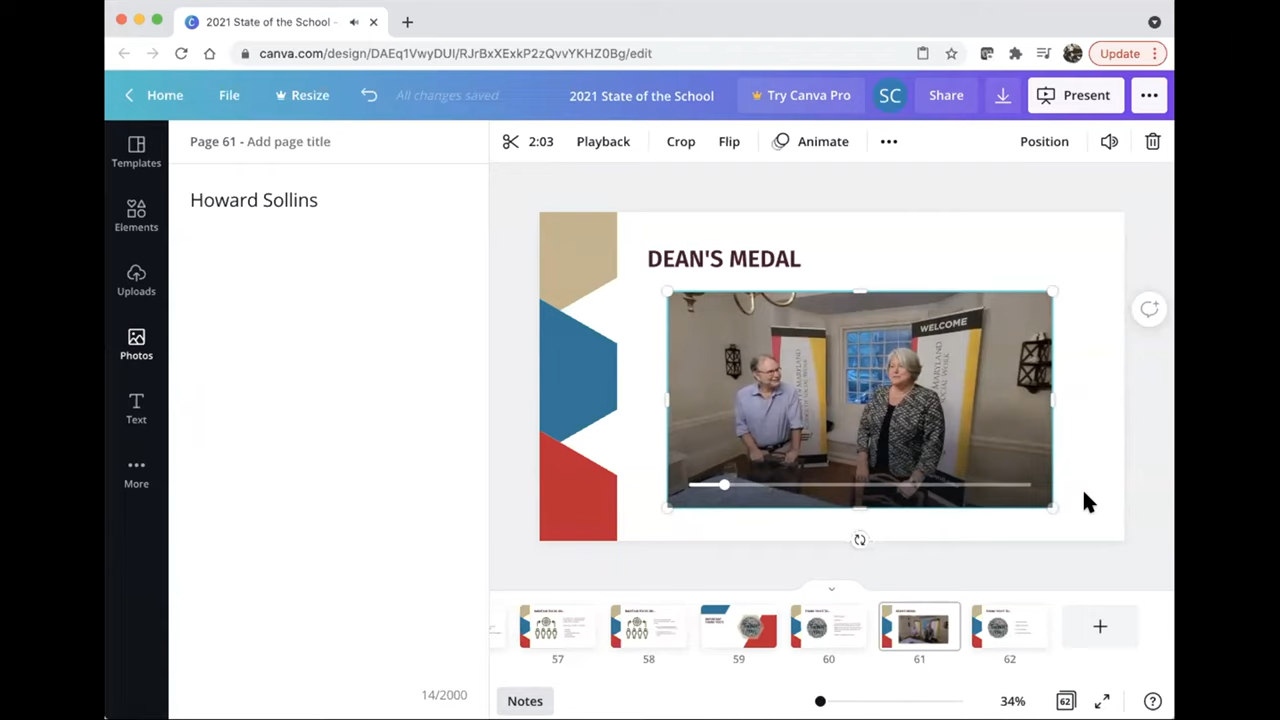 2021 State of the School -
canva.com/design/DAEq1VwyDUI/RJrBxXExkP2zQvvYKHZ0Bg/edit
Update
Home
File
Resize
All changes saved
2021 State of the School
Try Canva Pro
SC
Share
Present
Templates
Elements
Uploads
Photos
Text
More
Page 61 - Add page title
Howard Sollins
14/2000
2:03
Playback
Crop
Flip
Animate
Position
DEAN'S MEDAL
WELCOME
MARYLAND
57
58
59
60
61
62
Notes
34%
62